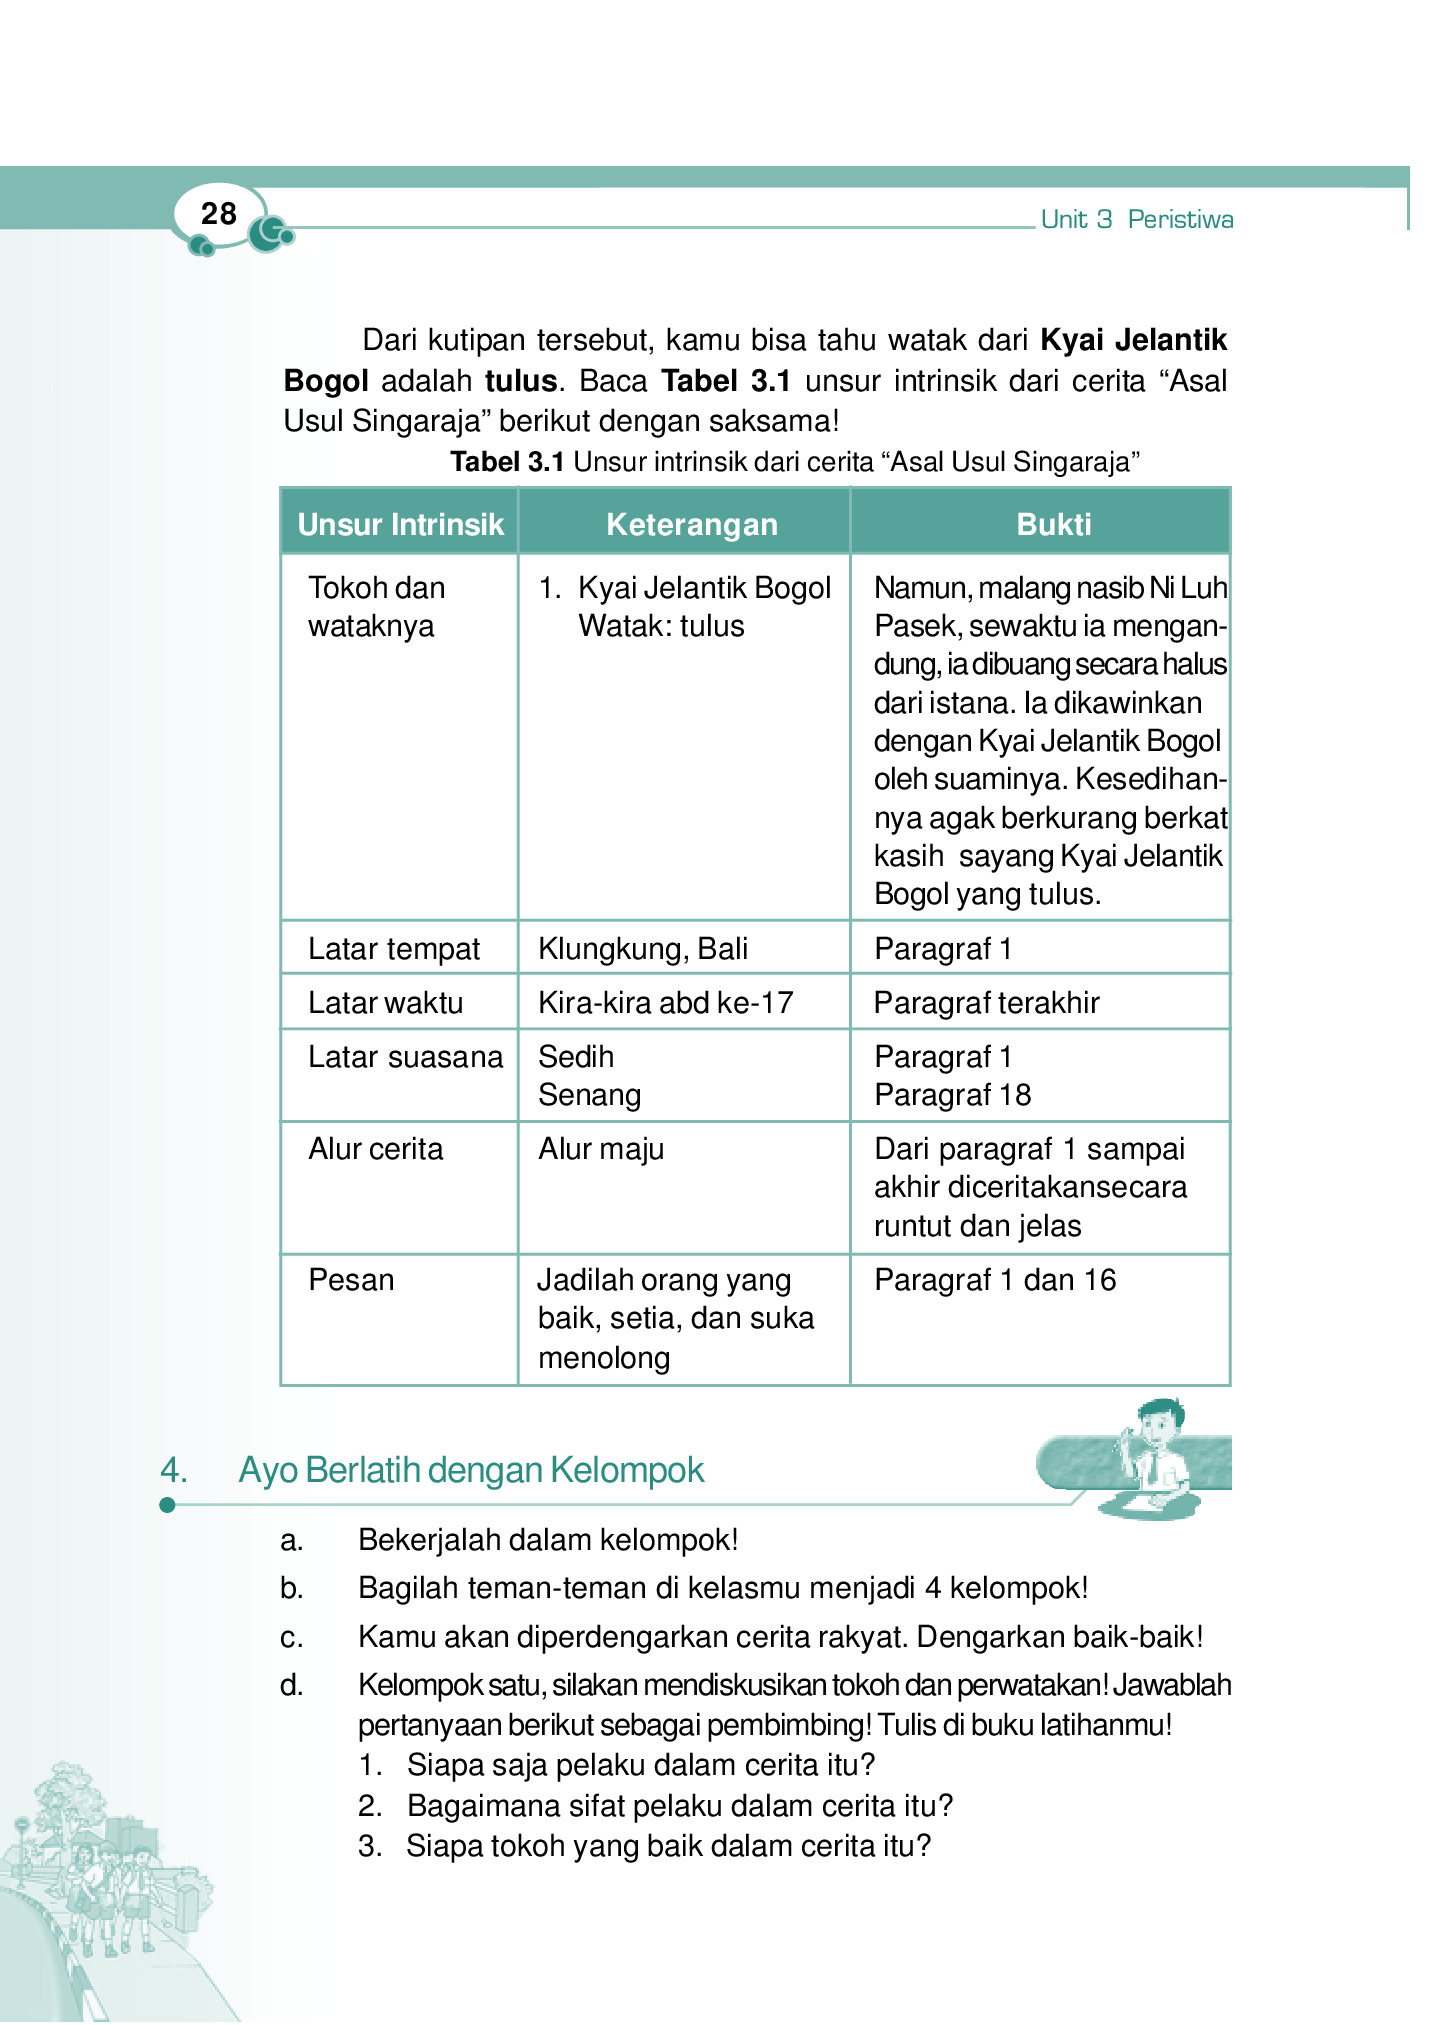 28
Unit 3 Peristiwa
Dari kutipan tersebut, kamu bisa tahu watak dari Kyai Jelantik
Bogol adalah tulus. Baca Tabel 3.1 unsur intrinsik dari cerita “Asal
Usul Singaraja” berikut dengan saksama!
Tabel 3.1 Unsur intrinsik dari cerita “Asal Usul Singaraja”
Unsur Intrinsik Keterangan Bukti
Tokoh dan
wataknya
1. Kyai Jelantik Bogol
Watak: tulus
Namun, malang nasib Ni Luh
Pasek, sewaktu ia mengan-
dung, ia dibuang secara halus
dari istana. Ia dikawinkan
dengan Kyai Jelantik Bogol
oleh suaminya. Kesedihan-
nya agak berkurang berkat
kasih sayang Kyai Jelantik
Bogol yang tulus.
Latar tempat Klungkung, Bali Paragraf 1
Latar waktu Kira-kira abd ke-17 Paragraf terakhir
Latar suasana Sedih Paragraf 1
Senang Paragraf 18
Alur cerita Alur maju Dari paragraf 1 sampai
akhir diceritakansecara
runtut dan jelas
Pesan
Jadilah orang yang
baik, setia, dan suka
menolong
Paragraf 1 dan 16
4. Ayo Berlatih dengan Kelompok
a. Bekerjalah dalam kelompok!
b. Bagilah teman-teman di kelasmu menjadi 4 kelompok!
c. Kamu akan diperdengarkan cerita rakyat. Dengarkan baik-baik!
d. Kelompok satu, silakan mendiskusikan tokoh dan perwatakan! Jawablah
pertanyaan berikut sebagai pembimbing! Tulis di buku latihanmu!
1. Siapa saja pelaku dalam cerita itu?
2. Bagaimana sifat pelaku dalam cerita itu?
3. Siapa tokoh yang baik dalam cerita itu?